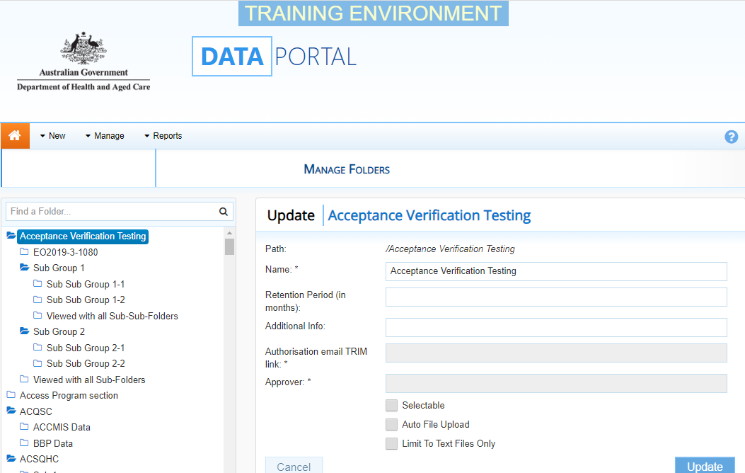 TRAINING ENVIRONMENT
Australian Government
Department of Health and Aged Care
DATA PORTAL
New Manage Reports ?
MANAGE FOLDERS
Find a Folder...
Acceptance Verification Testing
EO2019-3-1080
Sub Group 1
Sub Sub Group 1-1
Sub Sub Group 1-2
Viewed with all Sub-Sub-Folders
Sub Group 2
Sub Sub Group 2-1
Sub Sub Group 2-2
Viewed with all Sub-Folders
Access Program section
ACQSC
ACCMIS Data
BBP Data
ACSQHC
Update Acceptance Verification Testing
Path: /Acceptance Verification Testing
Name: * Acceptance Verification Testing
Retention Period (in
months):
Additional Info:
Authorisation email TRIM
link: *
Approver: *
Selectable
Auto File Upload
Limit To Text Files Only
Cancel Update